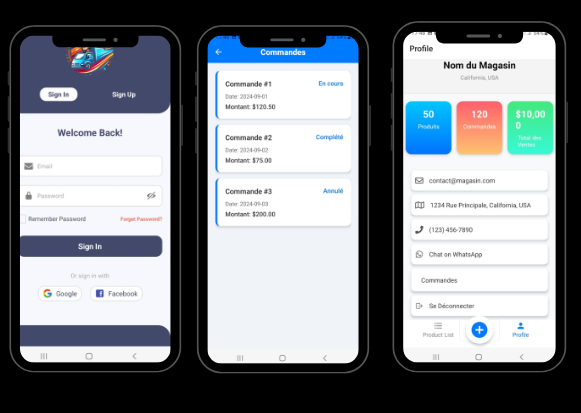 Sign In
Sign Up
Welcome Back!
Email
Password
Remember Password
Forgot Password?
Sign In
Or sign in with
Google
Facebook
Commandes
Commande #1
En cours
Date: 2024-09-01
Montant: $120.50
Commande #2
Complété
Date: 2024-09-02
Montant: $75.00
Commande #3
Annulé
Date: 2024-09-03
Montant: $200.00
Profile
Nom du Magasin
California, USA
50
Produits
120
Commandes
$10,00
0
Total des
Ventes
contact@magasin.com
1234 Rue Principale, California, USA
(123) 456-7890
Chat on WhatsApp
Commandes
Se Déconnecter
Product List
Profile